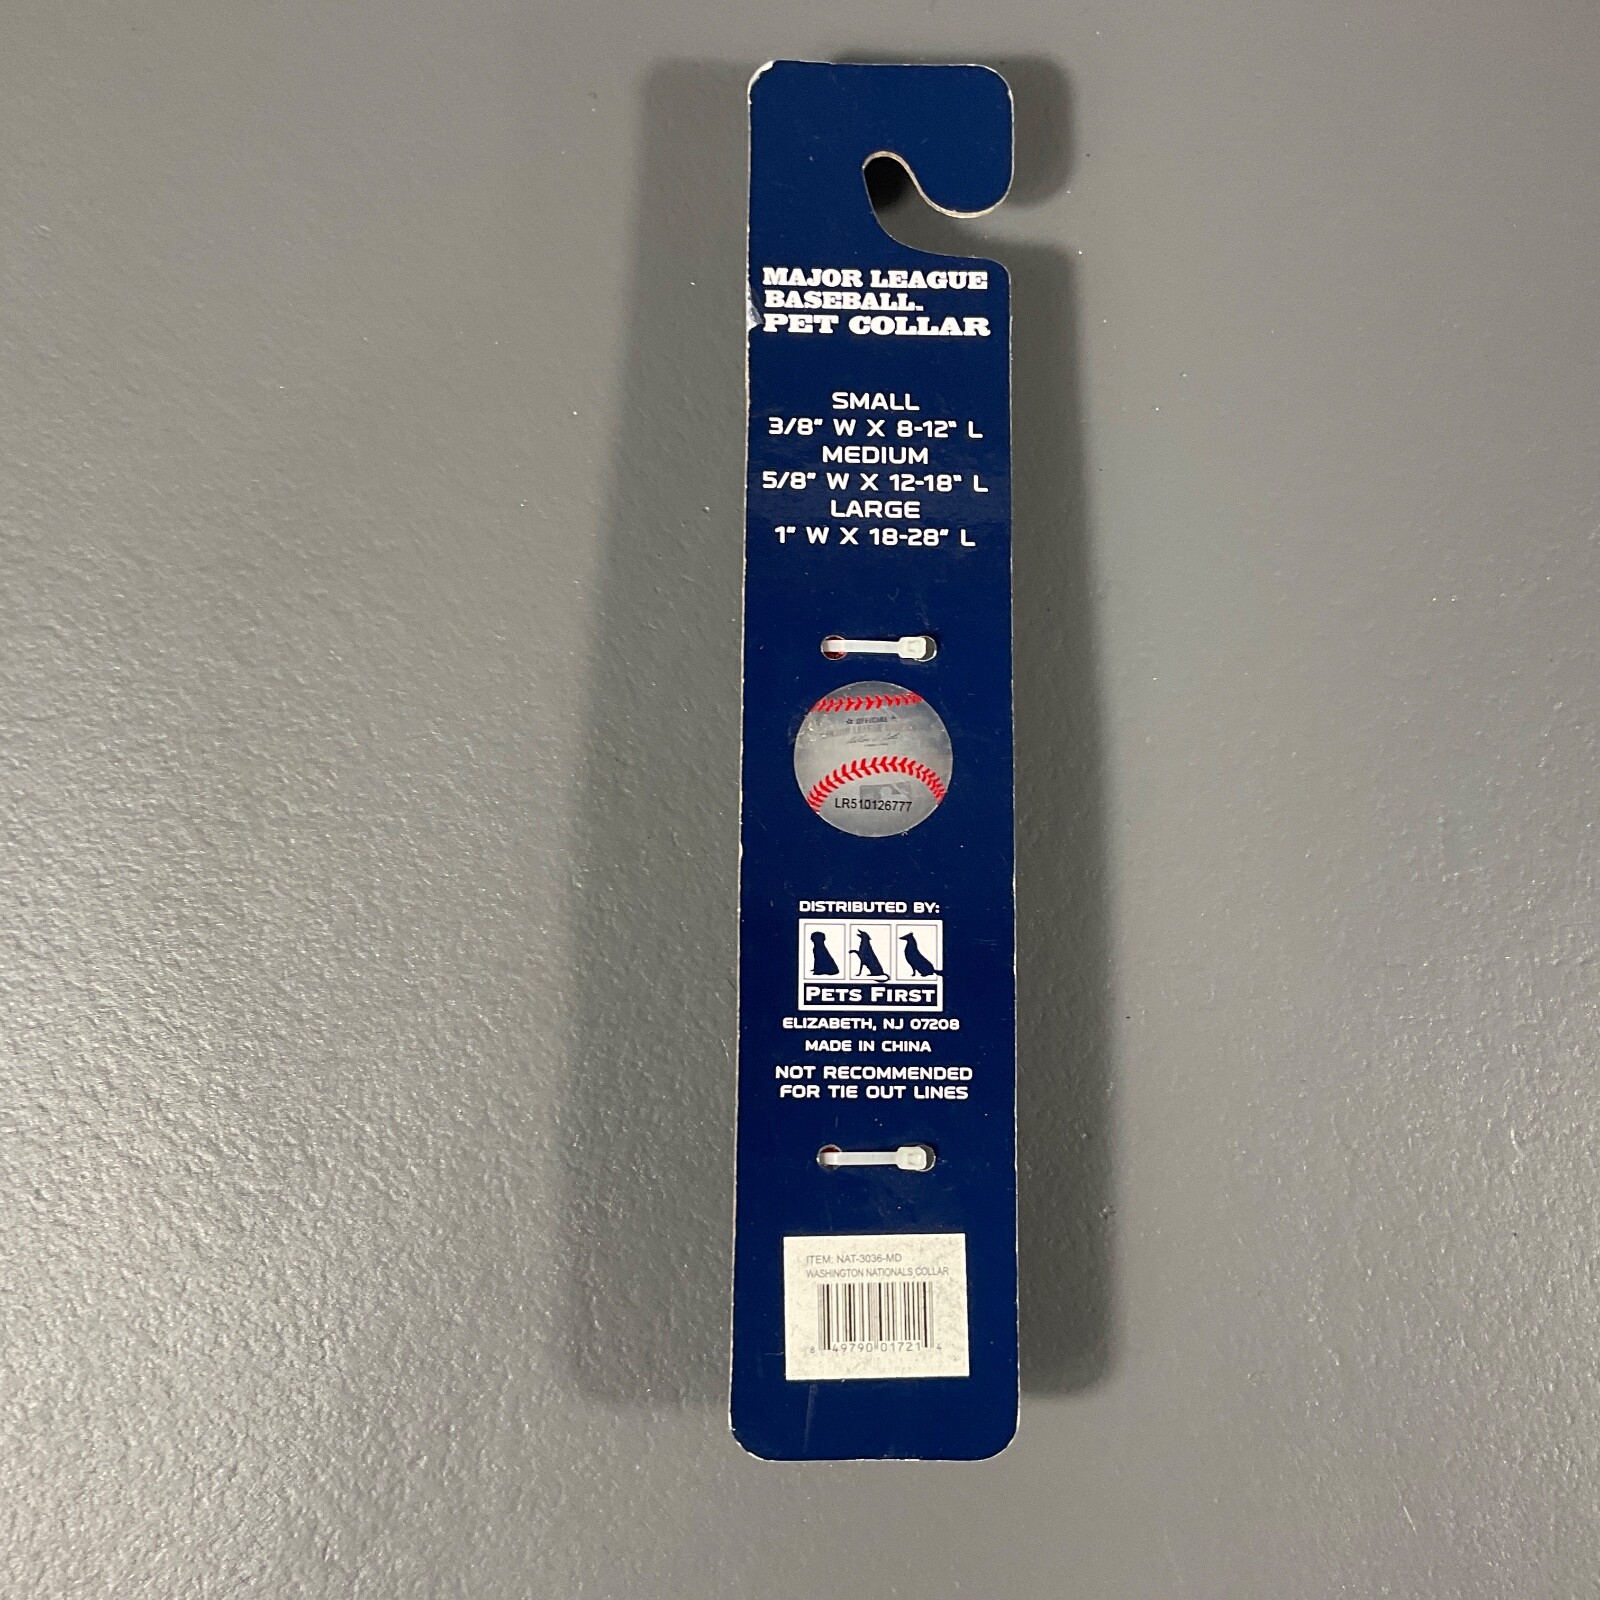 MAJOR LEAGUE
BASEBALL™
PET COLLAR
SMALL
3/8" W X 8-12" L
MEDIUM
5/8" W X 12-18" L
LARGE
1" W X 18-28" L
OFFICIAL
LR510126777
DISTRIBUTED BY:
PETS FIRST
ELIZABETH, NJ 07208
MADE IN CHINA
NOT RECOMMENDED
FOR TIE OUT LINES
ITEM: NAT-3036-MD
WASHINGTON NATIONALS COLLAR
8 49790 01721 4